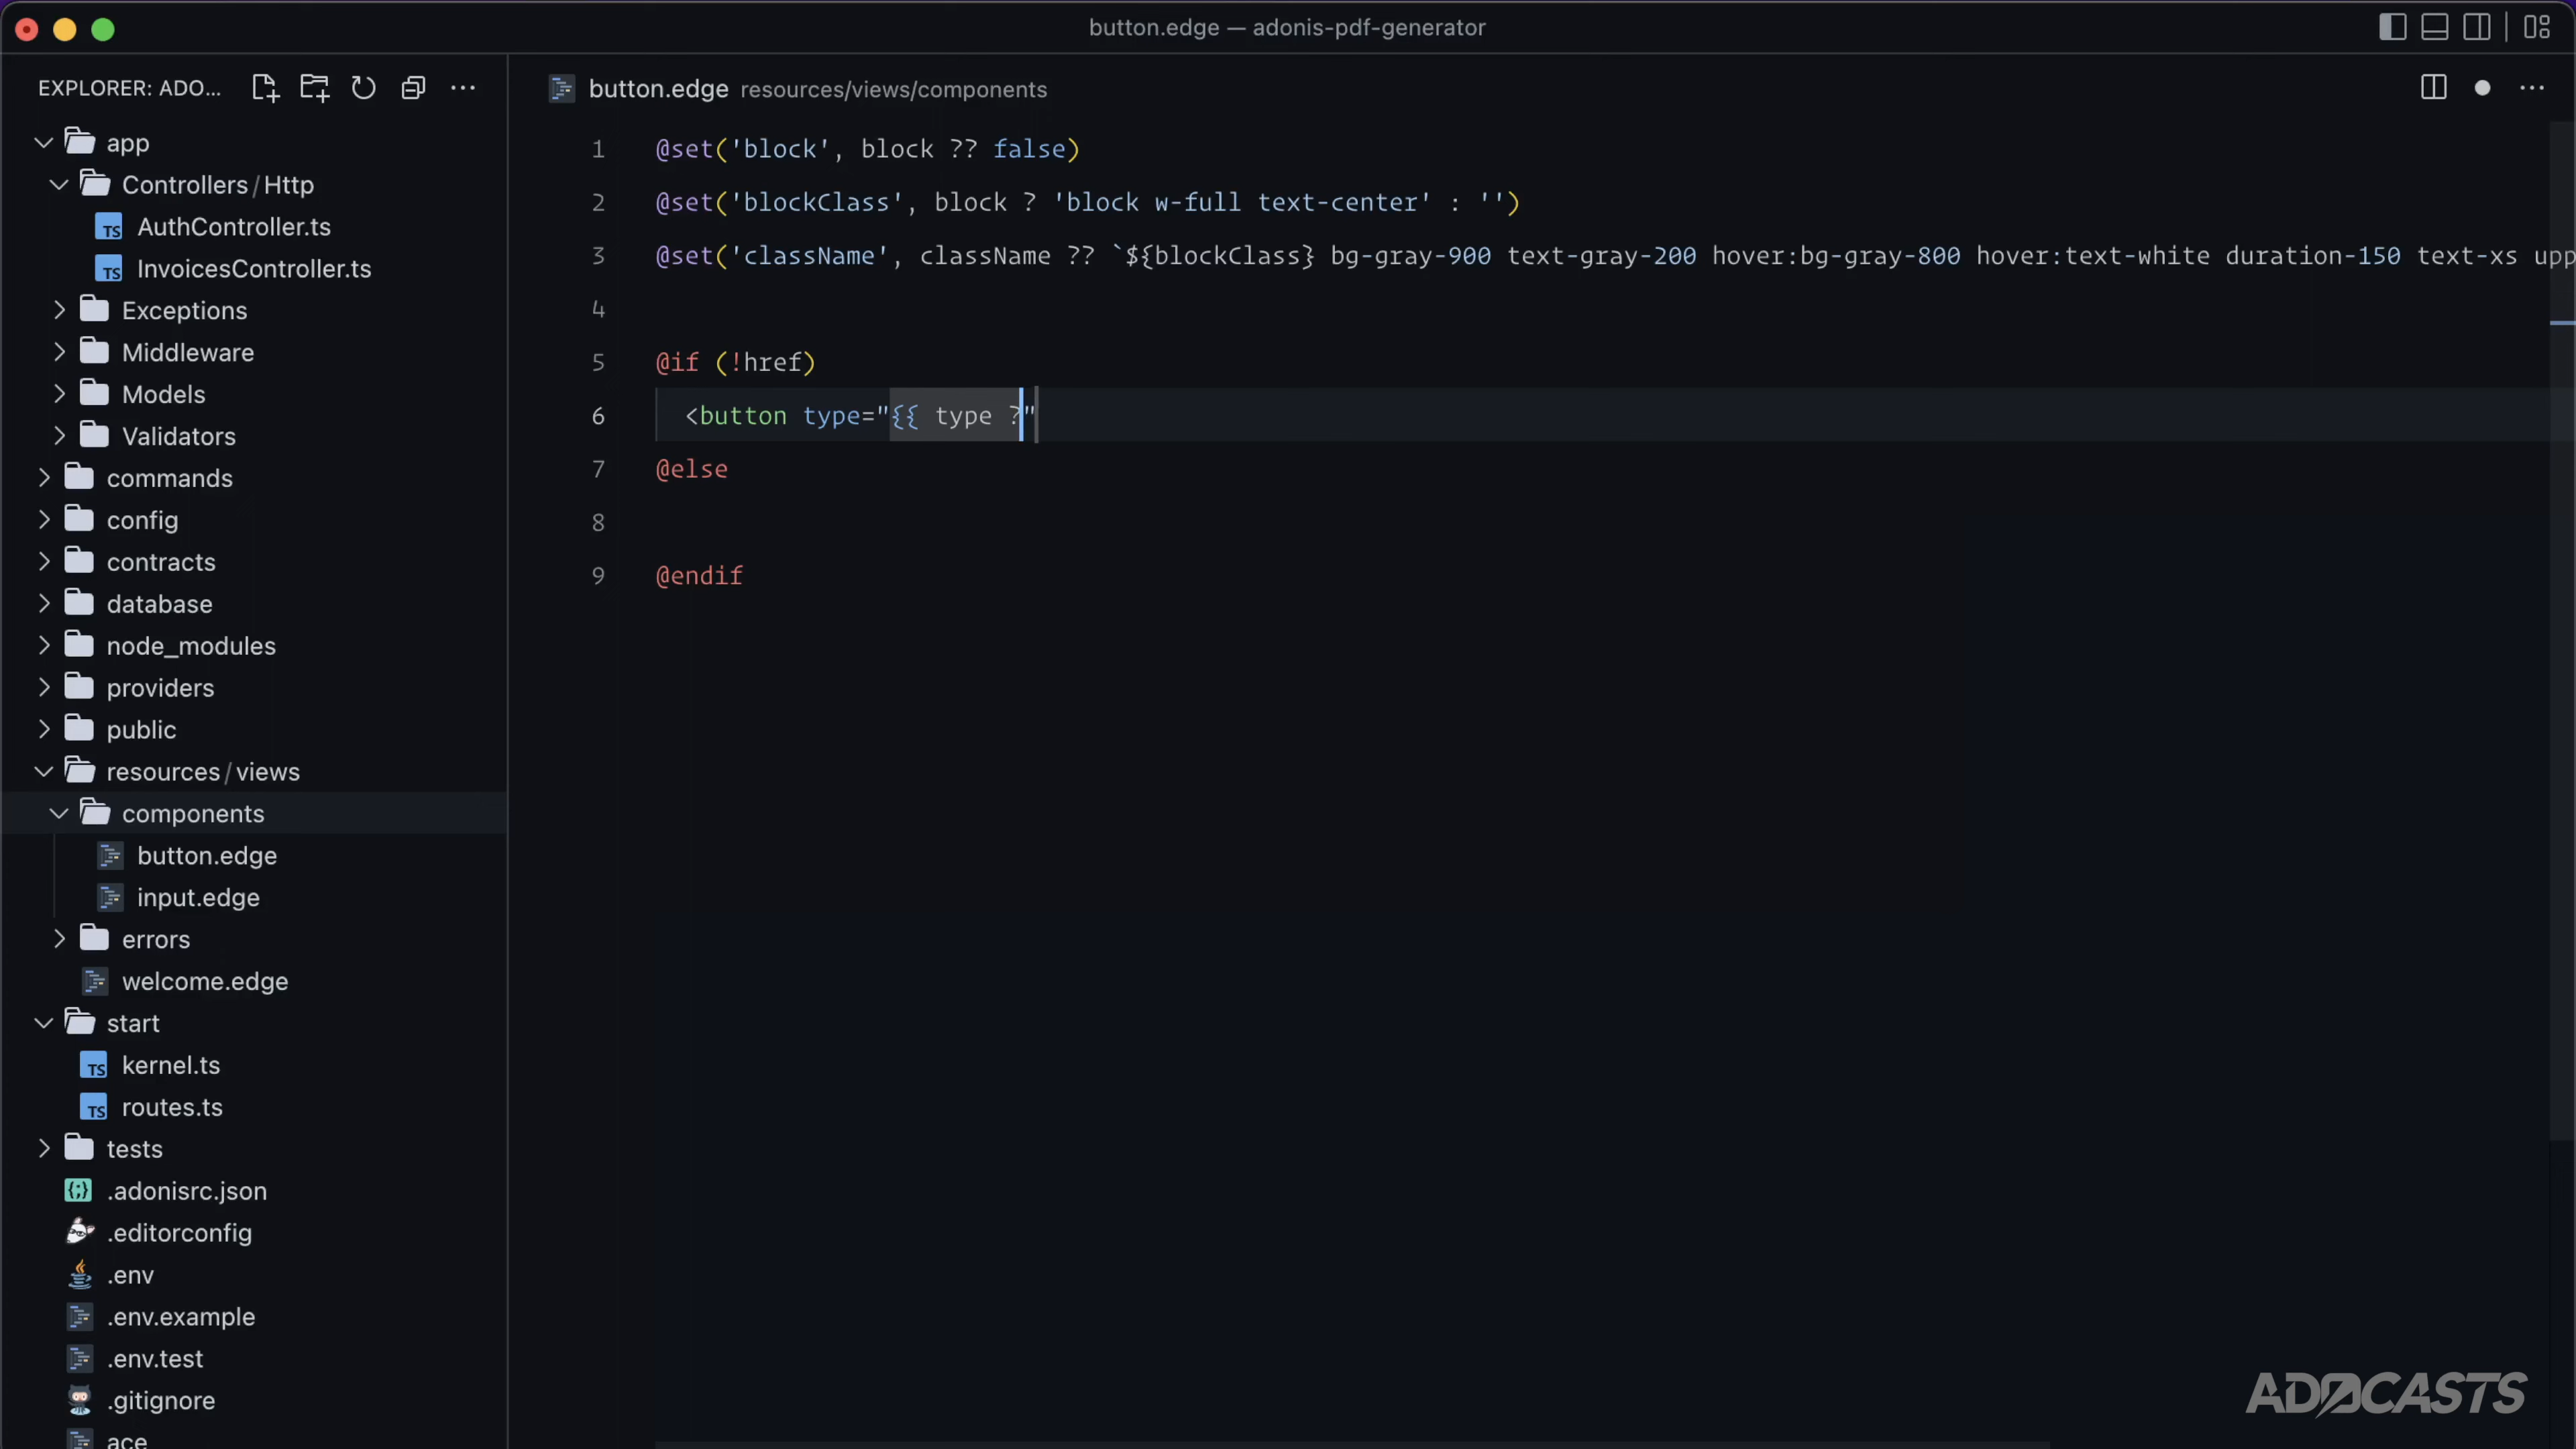 button.edge — adonis-pdf-generator
EXPLORER: ADO...
app
Controllers/Http
AuthController.ts
InvoicesController.ts
Exceptions
Middleware
Models
Validators
commands
config
contracts
database
node_modules
providers
public
resources/views
components
button.edge
input.edge
errors
welcome.edge
start
kernel.ts
routes.ts
tests
.adonisrc.json
.editorconfig
.env
.env.example
.env.test
.gitignore
ace
button.edge resources/views/components
1 @set('block', block ?? false)
2 @set('blockClass', block ? 'block w-full text-center' : '')
3 @set('className', className ?? `${blockClass} bg-gray-900 text-gray-200 hover:bg-gray-800 hover:text-white duration-150 text-xs upp
4
5 @if (!href)
6 <button type="{{ type ?"
7 @else
8
9 @endif
ADOCASTS